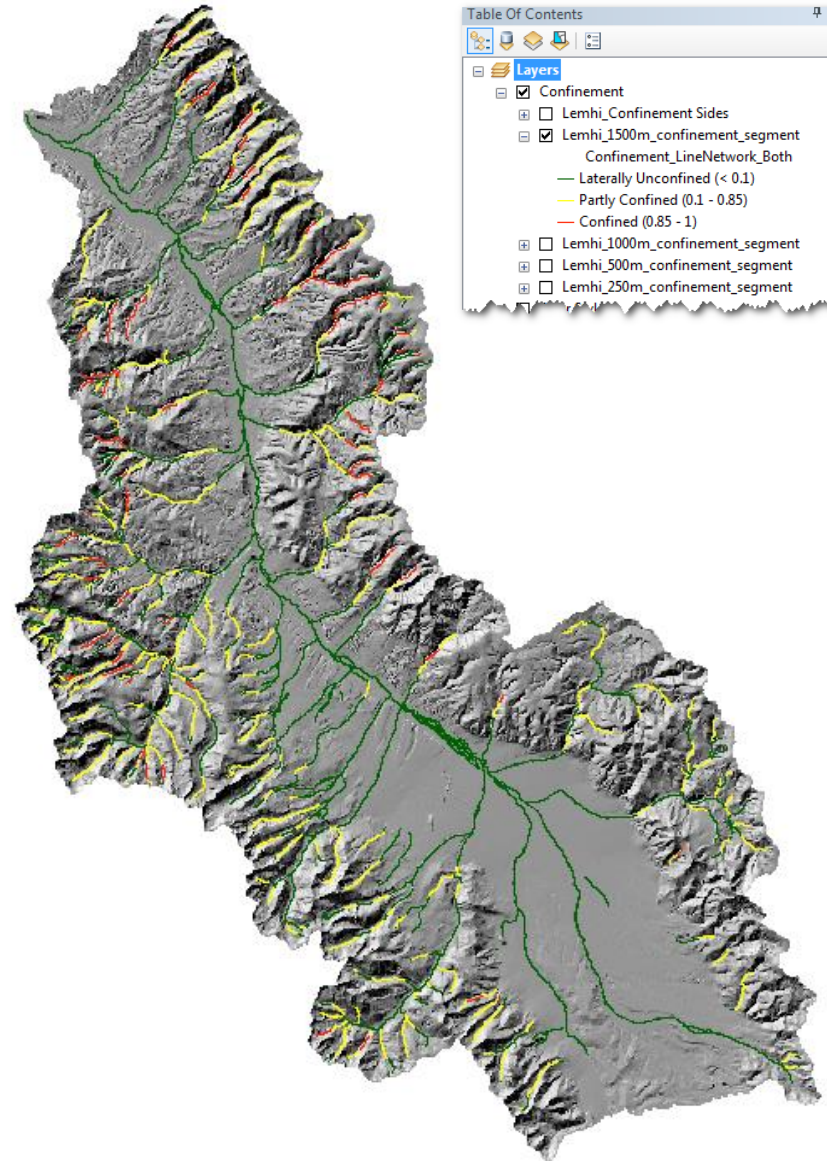 Table Of Contents
Layers
Confinement
Lemhi_Confinement Sides
Lemhi_1500m_confinement_segment
Confinement_LineNetwork_Both
Laterally Unconfined (< 0.1)
Partly Confined (0.1 - 0.85)
Confined (0.85 - 1)
Lemhi_1000m_confinement_segment
Lemhi_500m_confinement_segment
Lemhi_250m_confinement_segment